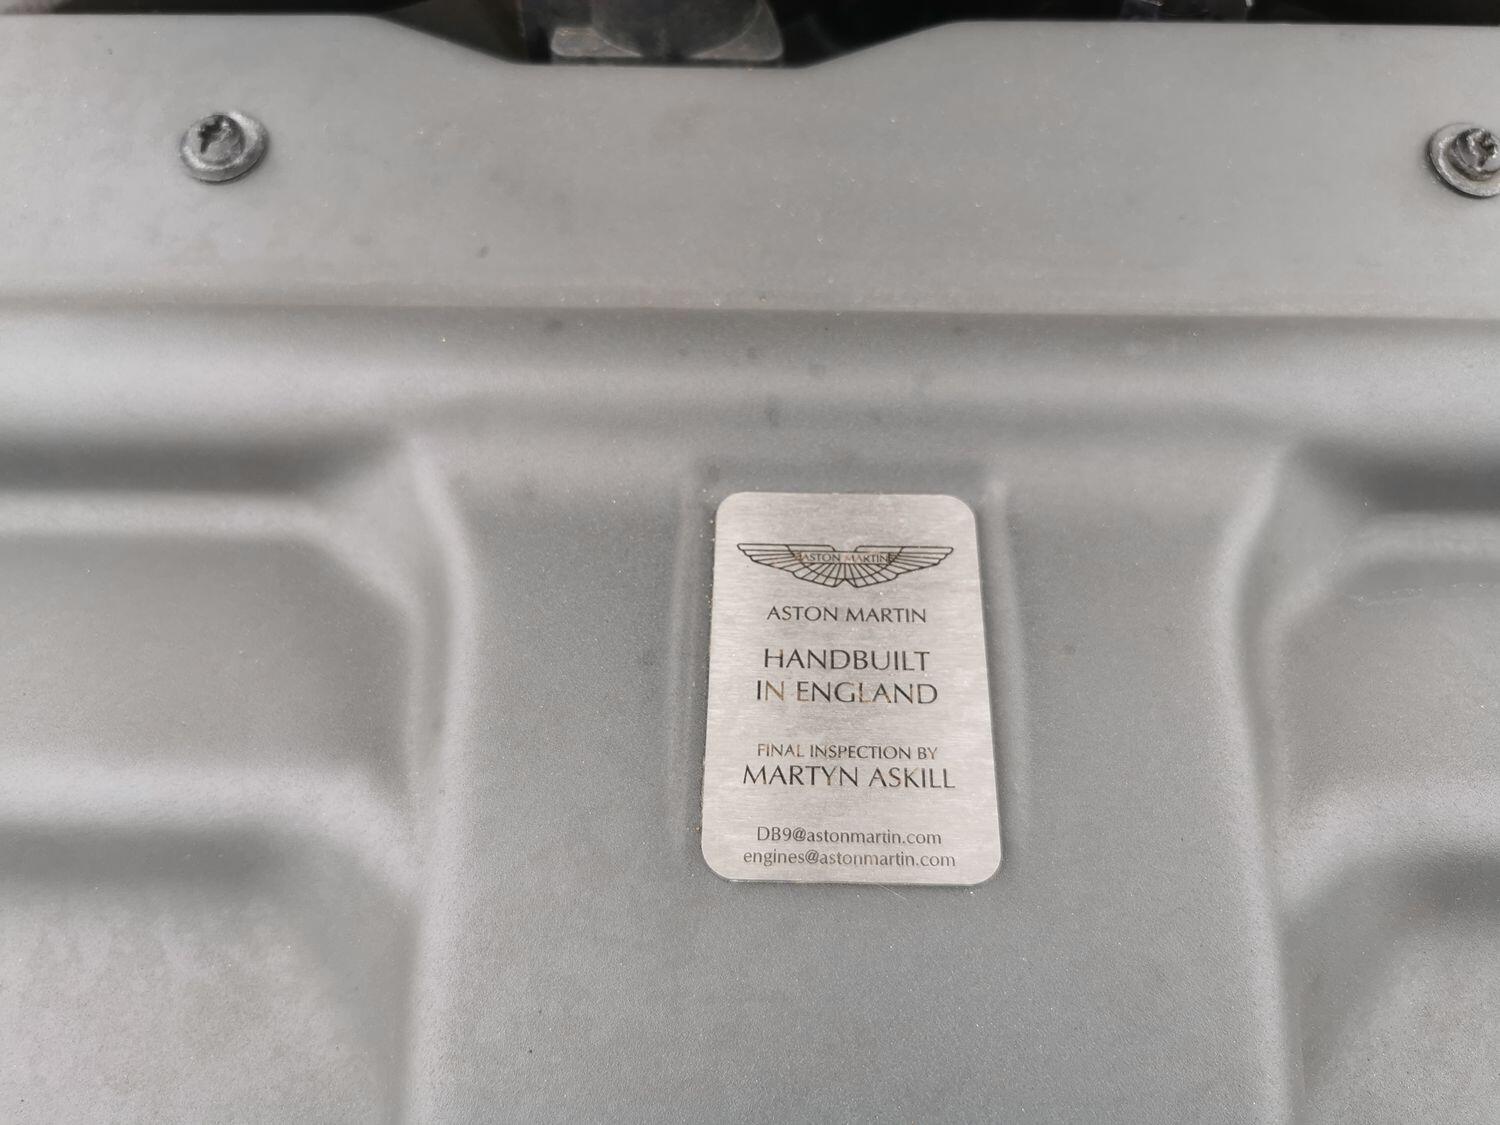 ASTON MARTIN
ASTON MARTIN
HANDBUILT
IN ENGLAND
FINAL INSPECTION BY
MARTYN ASKILL
DB9@astonmartin.com
engines@astonmartin.com